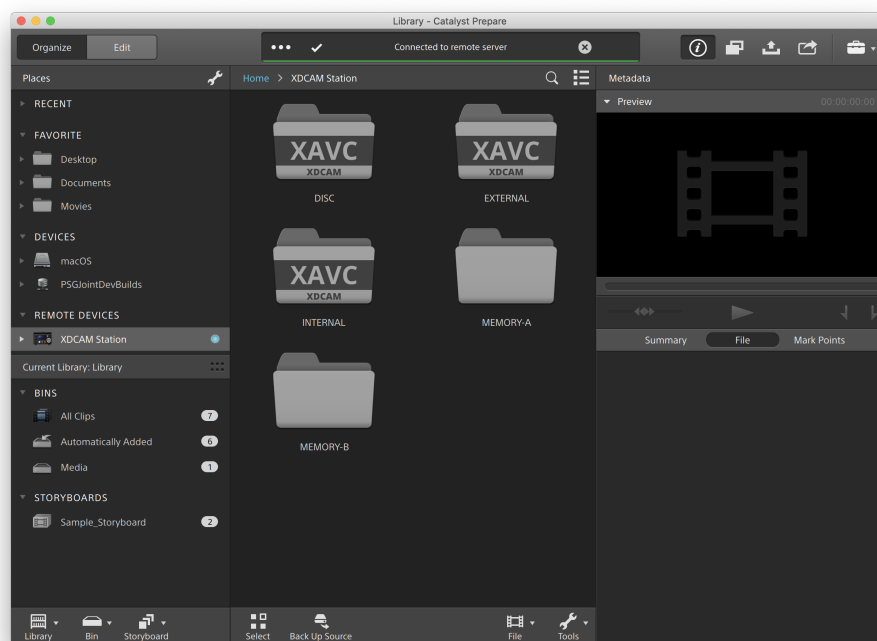 Library - Catalyst Prepare
Organize
Edit
Connected to remote server
Places
Home > XDCAM Station
Metadata
RECENT
FAVORITE
Desktop
Documents
Movies
DEVICES
macOS
PSGJointDevBuilds
REMOTE DEVICES
XDCAM Station
Current Library: Library
BINS
All Clips 7
Automatically Added 6
Media 1
STORYBOARDS
Sample_Storyboard 2
XAVC
XDCAM
DISC
XAVC
XDCAM
EXTERNAL
XAVC
XDCAM
INTERNAL
MEMORY-A
MEMORY-B
Preview 00:00:00:00
Summary
File
Mark Points
Library
Bin
Storyboard
Select
Back Up Source
File
Tools